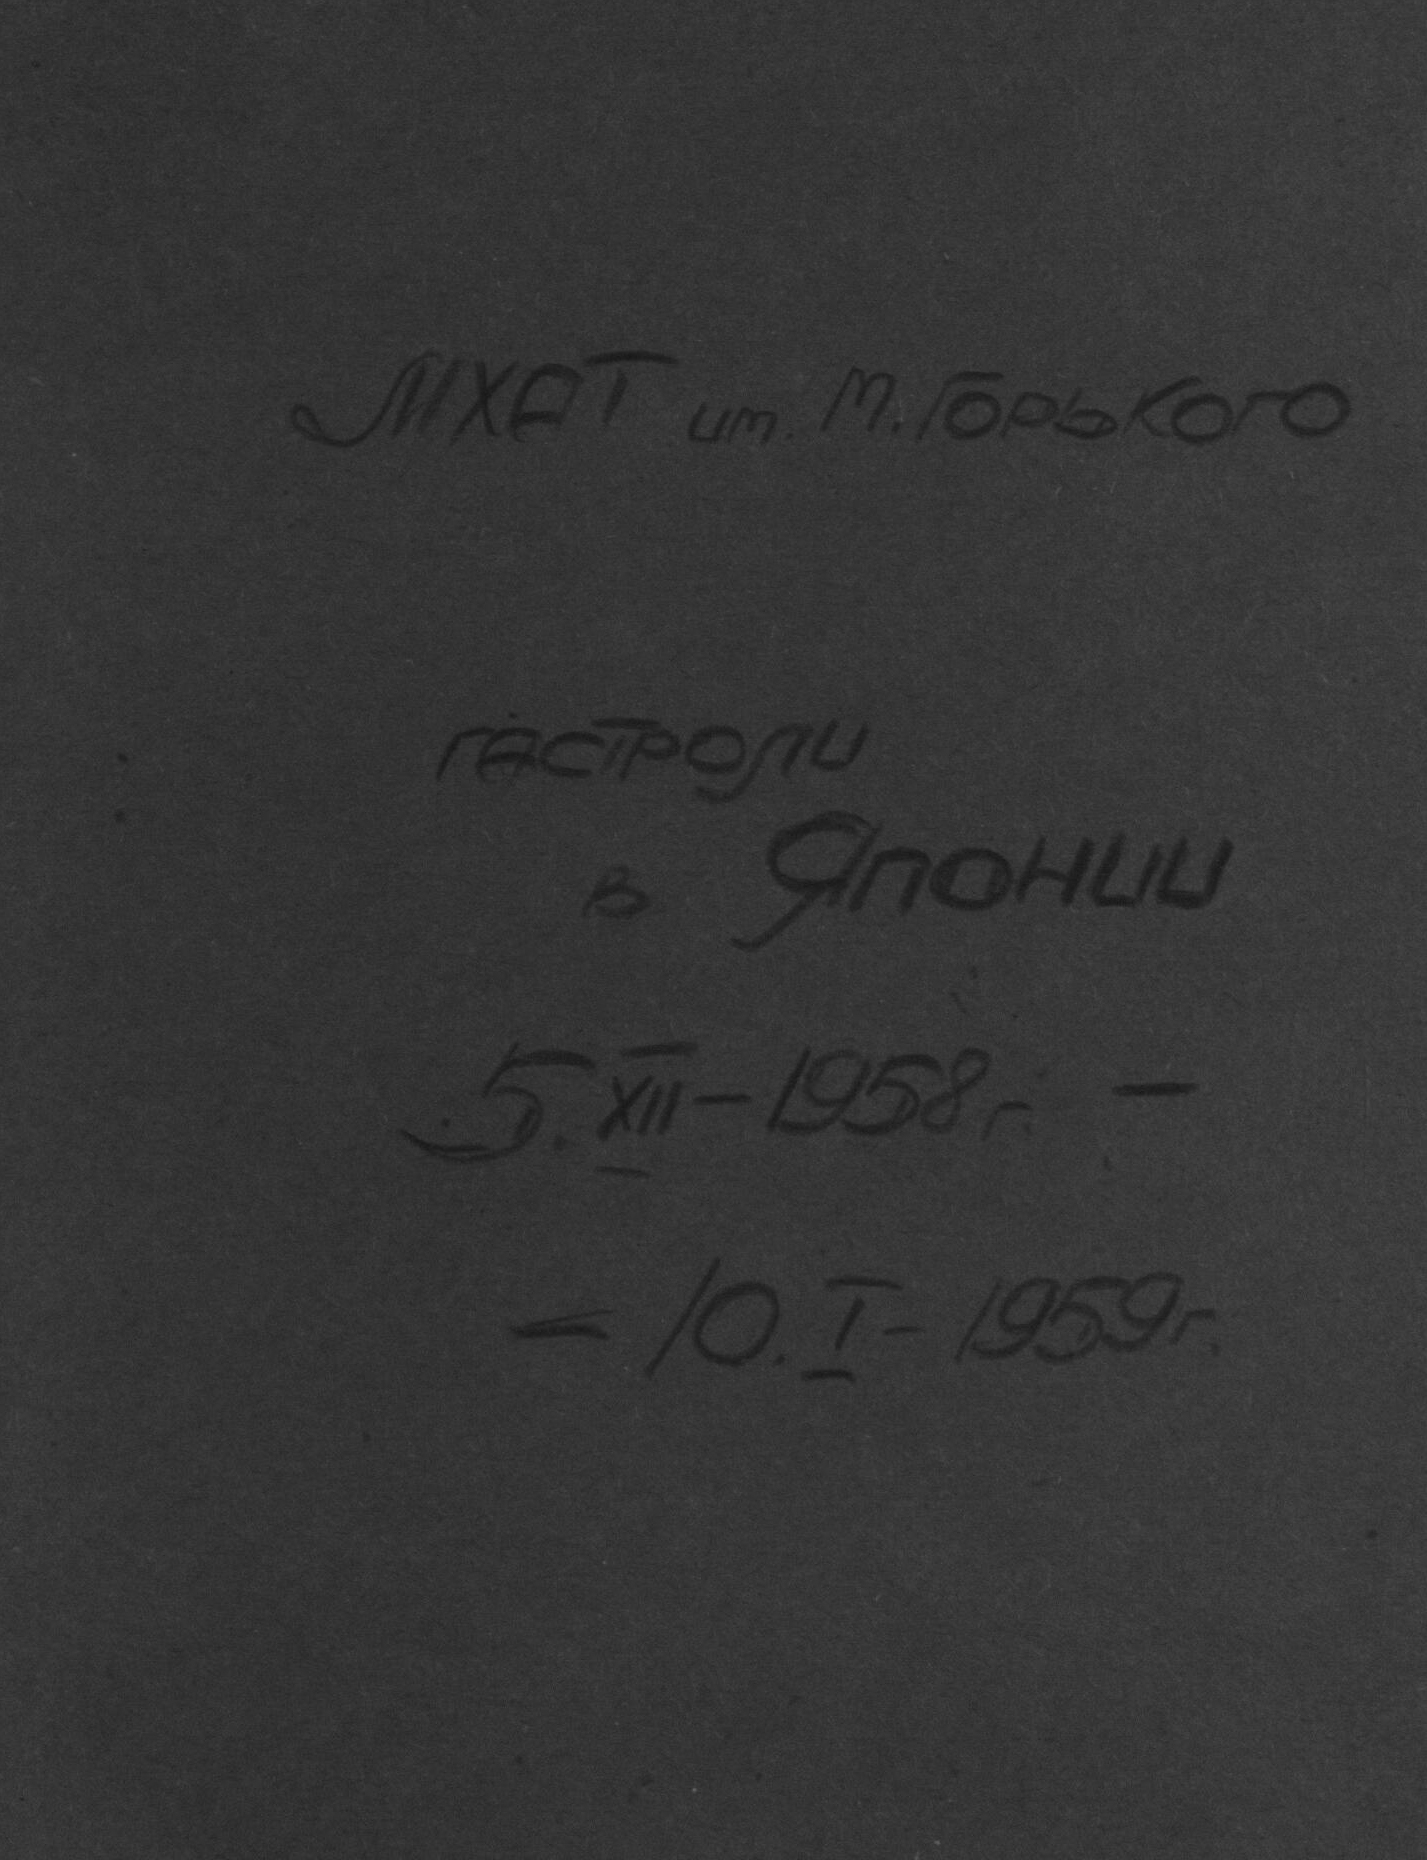 МХАТ им. М. Горького
гастроли
в Японии
5. XII – 1958 г. –
– 10. I – 1959 г.